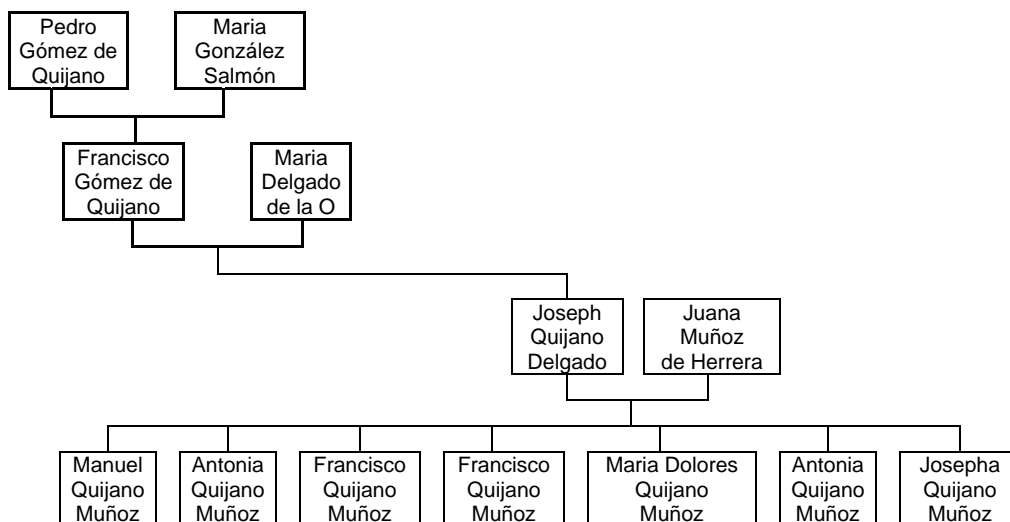 Pedro
Gómez de
Quijano
Maria
González
Salmón
Francisco
Gómez de
Quijano
Maria
Delgado
de la O
Joseph
Quijano
Delgado
Juana
Muñoz
de Herrera
Manuel
Quijano
Muñoz
Antonia
Quijano
Muñoz
Francisco
Quijano
Muñoz
Francisco
Quijano
Muñoz
Maria Dolores
Quijano
Muñoz
Antonia
Quijano
Muñoz
Josepha
Quijano
Muñoz